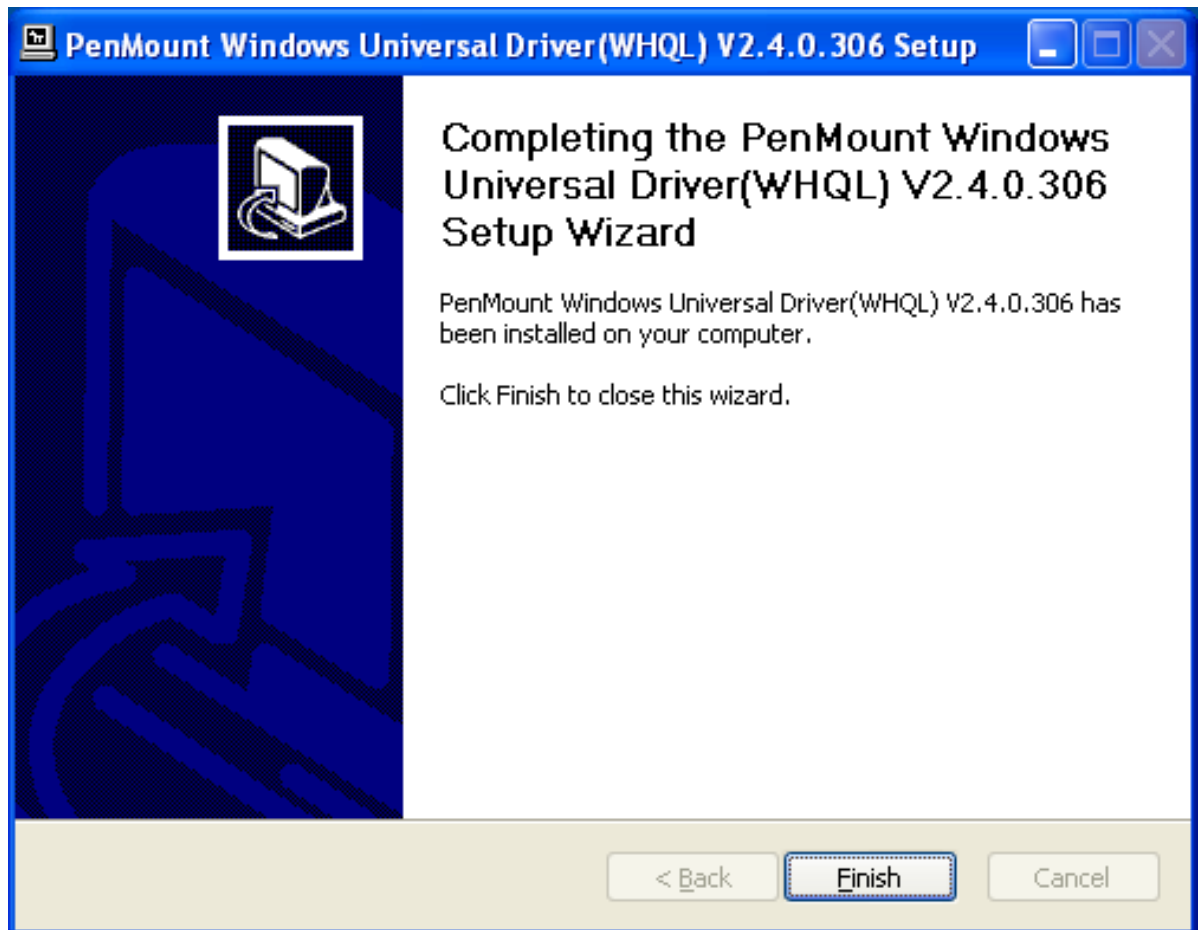 PenMount Windows Universal Driver(WHQL) V2.4.0.306 Setup
Completing the PenMount Windows
Universal Driver(WHQL) V2.4.0.306
Setup Wizard
PenMount Windows Universal Driver(WHQL) V2.4.0.306 has
been installed on your computer.
Click Finish to close this wizard.
< Back
Finish
Cancel